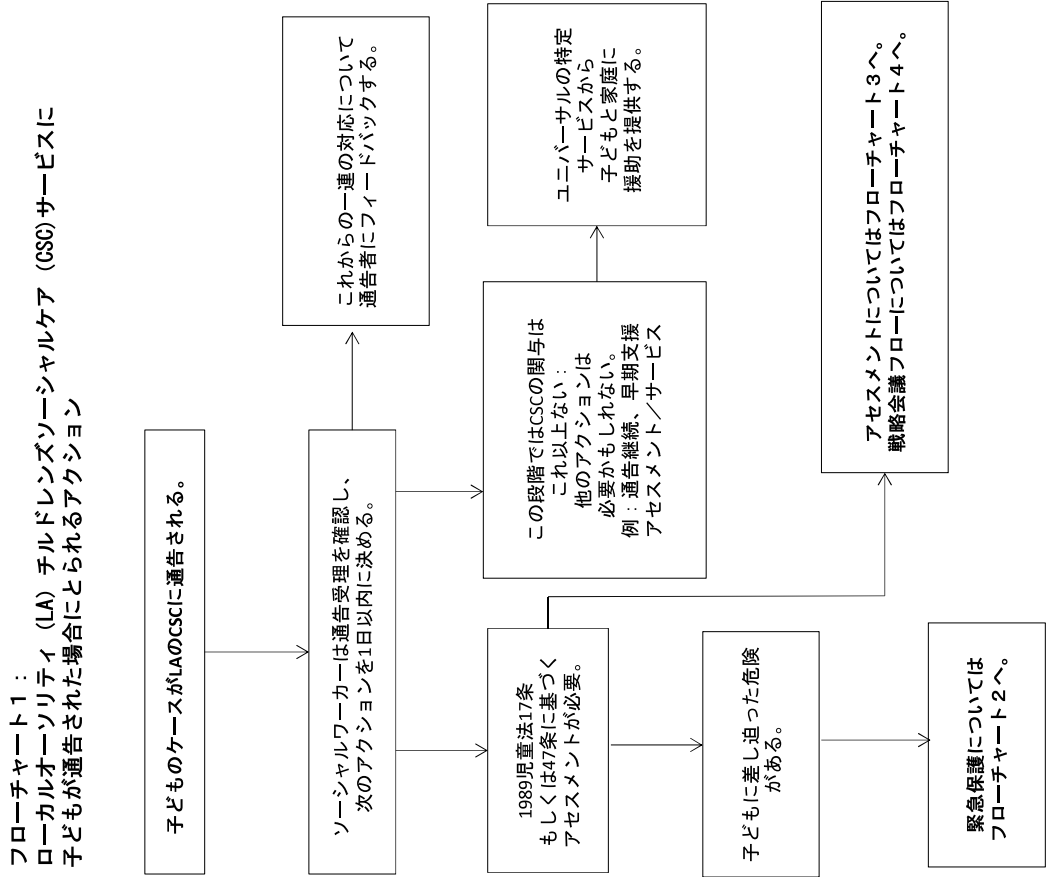 フローチャート1：
ローカルオーソリティ (LA) チルドレンズソーシャルケア (CSC)サービスに
子どもが通告された場合にとられるアクション
子どものケースがLAのCSCに通告される。
ソーシャルワーカーは通告受理を確認し、
次のアクションを1日以内に決める。
これからの一連の対応について
通告者にフィードバックする。
1989児童法17条
もしくは47条に基づく
アセスメントが必要。
この段階ではCSCの関与は
これ以上ない：
他のアクションは
必要かもしれない。
例：通告継続、早期支援
アセスメント／サービス
ユニバーサルの特定
サービスから
子どもと家庭に
援助を提供する。
子どもに差し迫った危険
がある。
アセスメントについてはフローチャート3へ。
戦略会議フローについてはフローチャート4へ。
緊急保護については
フローチャート2へ。